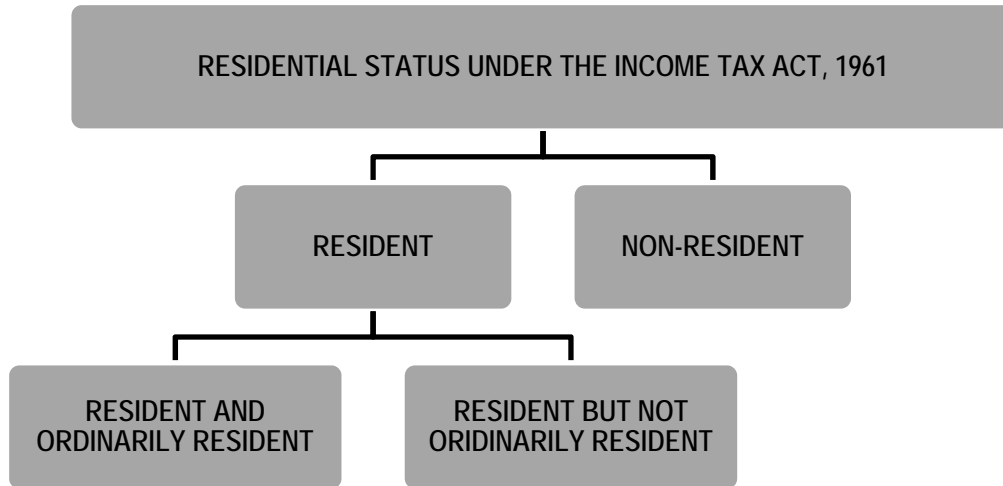 RESIDENTIAL STATUS UNDER THE INCOME TAX ACT, 1961
RESIDENT
NON-RESIDENT
RESIDENT AND
ORDINARILY RESIDENT
RESIDENT BUT NOT
ORIDINARILY RESIDENT